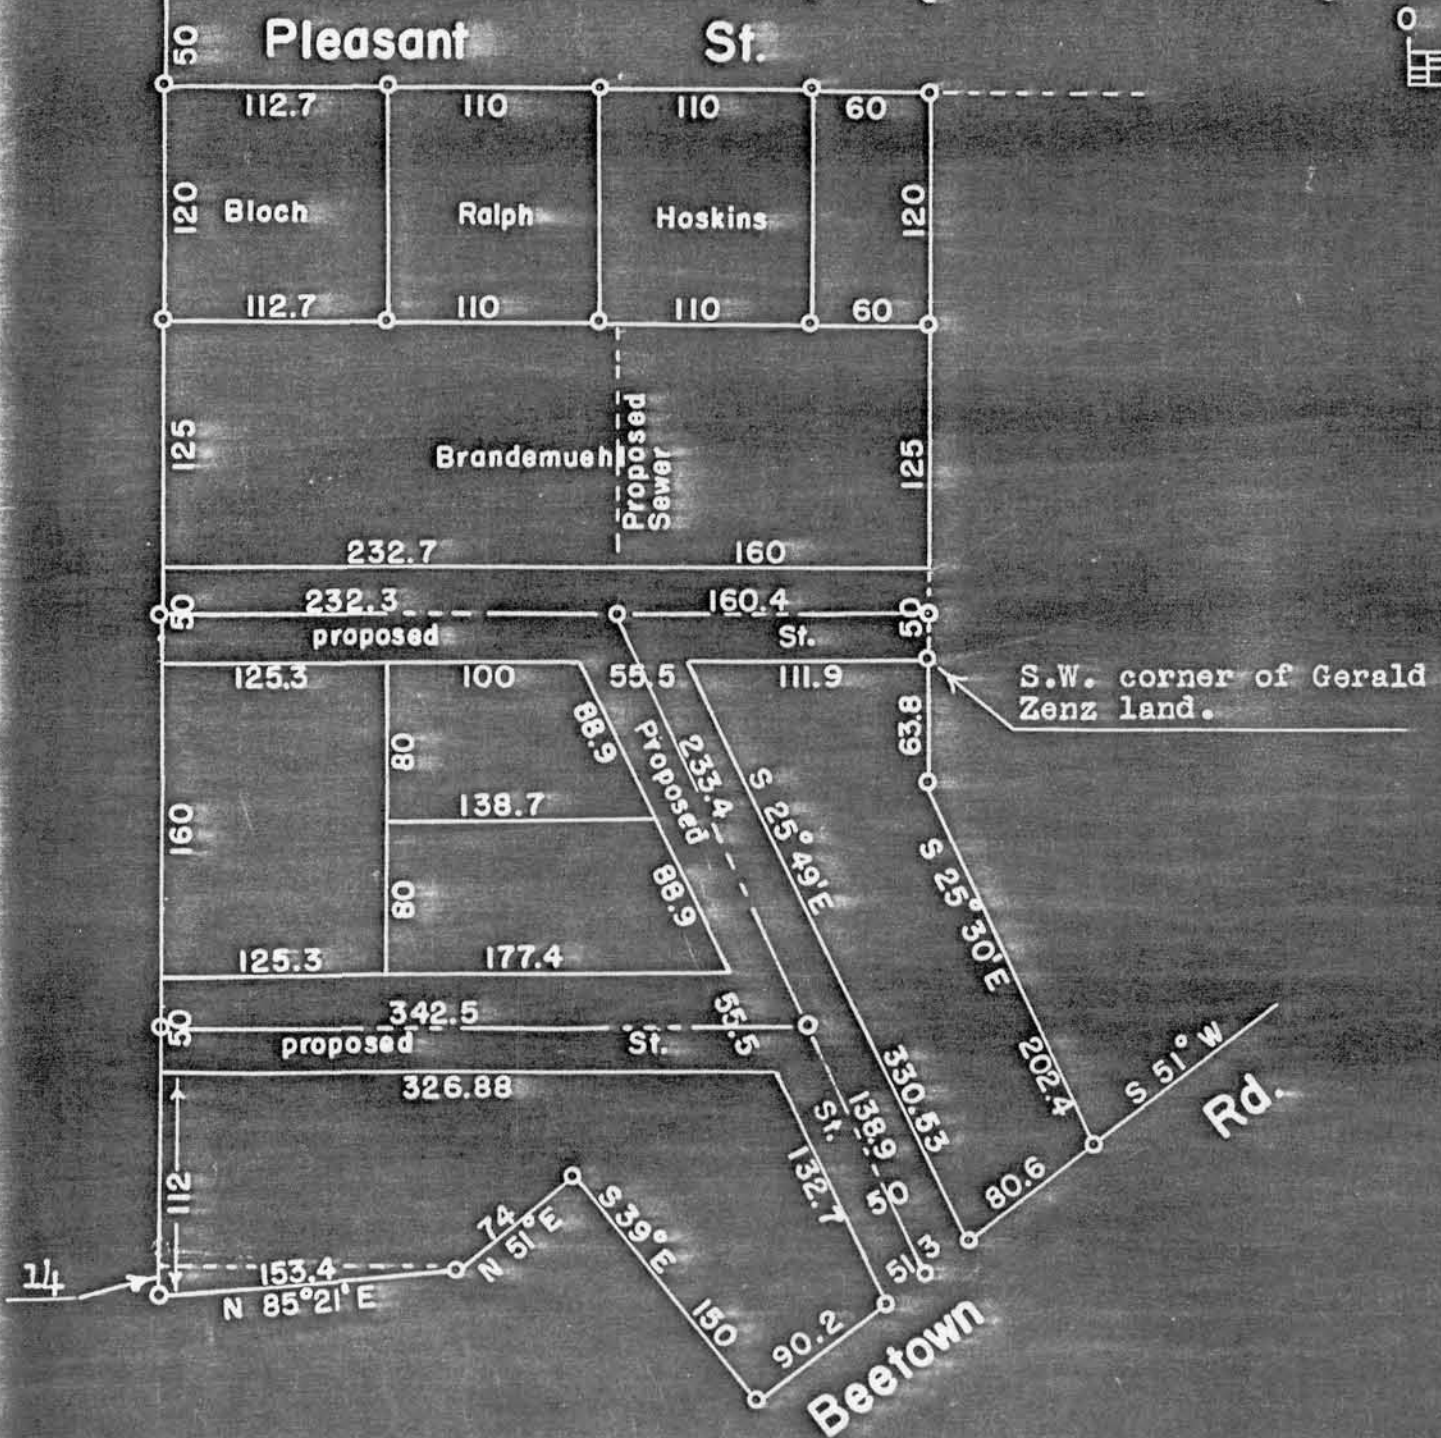 50
Pleasant St.
0
112.7 110 110 60
120 Bloch Ralph Hoskins 120
112.7 110 110 60
125 Brandemuehl Proposed Sewer 125
232.7 160
50 232.3 160.4 50
proposed St.
125.3 100 55.5 111.9
S.W. corner of Gerald
Zenz land.
63.8
80 88.9 Proposed 233.4 S 25° 49'E
138.7
160
S 25° 30'E
80 88.9
125.3 177.4
50 342.5 55.5
proposed St.
326.88
330.53 202.4 S 51° W
Rd.
St. 138.9
112 132.7 50 80.6
74
N 51°E
S 39°E
51.3
14
153.4
N 85°21'E
150
90.2
Beetown